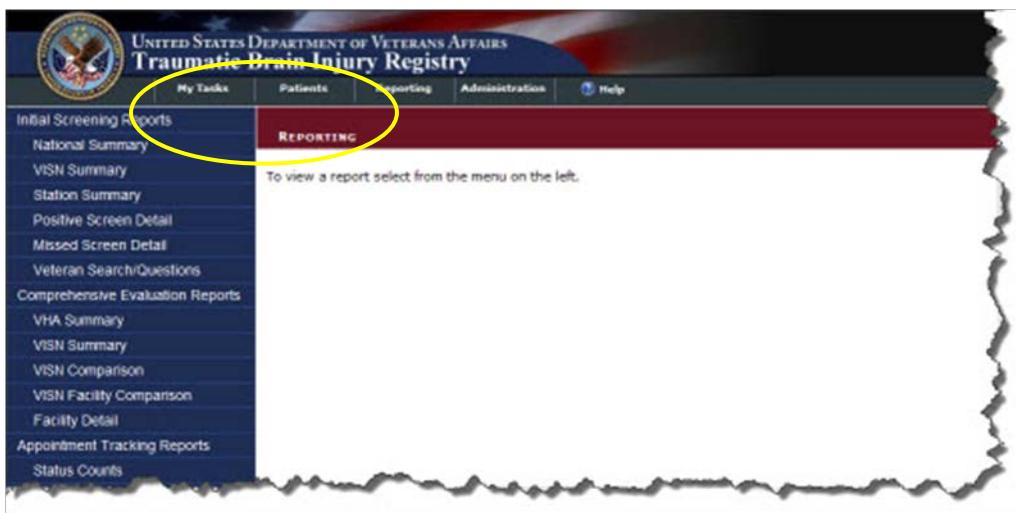 UNITED STATES DEPARTMENT OF VETERANS AFFAIRS
Traumatic Brain Injury Registry
My Tasks Patients Reporting Administration Help
Initial Screening Reports
National Summary
VISN Summary
Station Summary
Positive Screen Detail
Missed Screen Detail
Veteran Search/Questions
Comprehensive Evaluation Reports
VHA Summary
VISN Summary
VISN Comparison
VISN Facility Comparison
Facility Detail
Appointment Tracking Reports
Status Counts
REPORTING
To view a report select from the menu on the left.